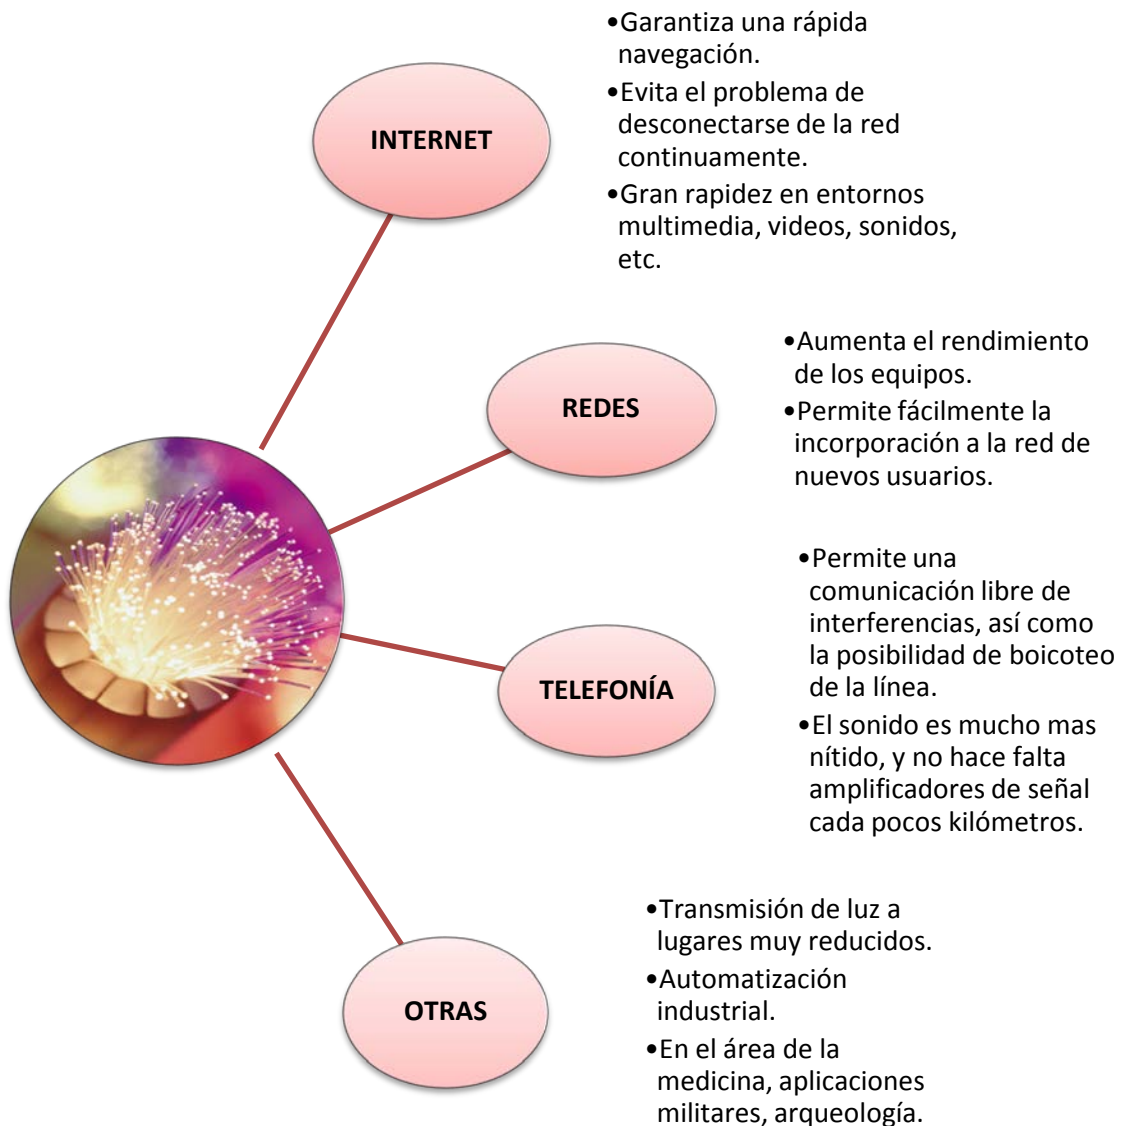 INTERNET
•Garantiza una rápida
navegación.
•Evita el problema de
desconectarse de la red
continuamente.
•Gran rapidez en entornos
multimedia, videos, sonidos,
etc.
REDES
•Aumenta el rendimiento
de los equipos.
•Permite fácilmente la
incorporación a la red de
nuevos usuarios.
TELEFONÍA
•Permite una
comunicación libre de
interferencias, así como
la posibilidad de boicoteo
de la línea.
•El sonido es mucho mas
nítido, y no hace falta
amplificadores de señal
cada pocos kilómetros.
OTRAS
•Transmisión de luz a
lugares muy reducidos.
•Automatización
industrial.
•En el área de la
medicina, aplicaciones
militares, arqueología.